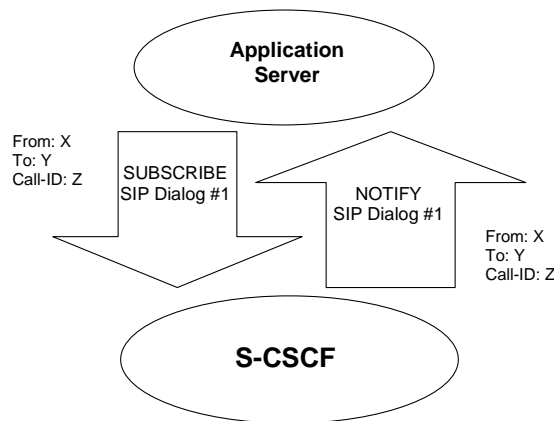 Application
Server
From: X
To: Y
Call-ID: Z
SUBSCRIBE
SIP Dialog #1
NOTIFY
SIP Dialog #1
From: X
To: Y
Call-ID: Z
S-CSCF